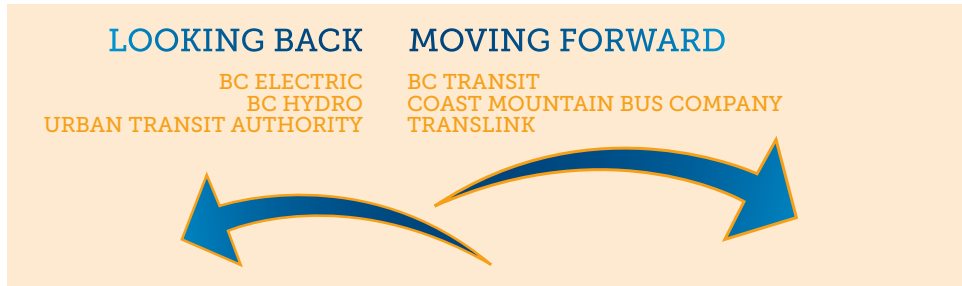 LOOKING BACK
BC ELECTRIC
BC HYDRO
URBAN TRANSIT AUTHORITY
MOVING FORWARD
BC TRANSIT
COAST MOUNTAIN BUS COMPANY
TRANSLINK